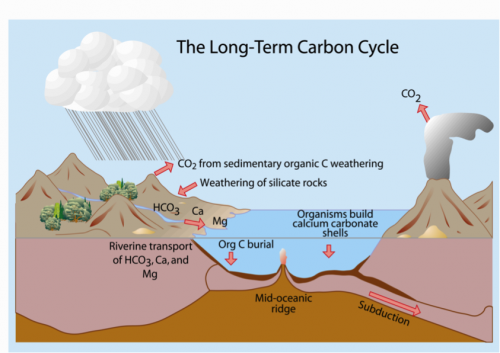 The Long-Term Carbon Cycle
CO2
CO2 from sedimentary organic C weathering
Weathering of silicate rocks
HCO3 Ca
Mg
Organisms build
calcium carbonate
shells
Riverine transport
of HCO3, Ca, and
Mg
Org C burial
Mid-oceanic
ridge
Subduction